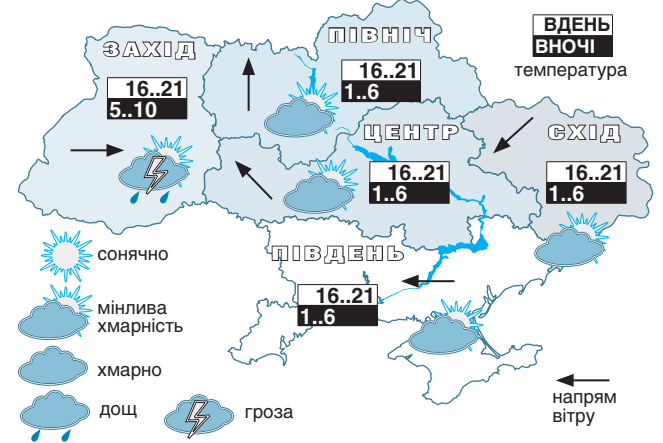 ЗАХІД
16..21
5..10
ПІВНІЧ
16..21
1..6
ВДЕНЬ
ВНОЧІ
температура
ЦЕНТР
16..21
1..6
СХІД
16..21
1..6
ПІВДЕНЬ
16..21
1..6
сонячно
мінлива
хмарність
хмарно
дощ
гроза
напрям
вітру